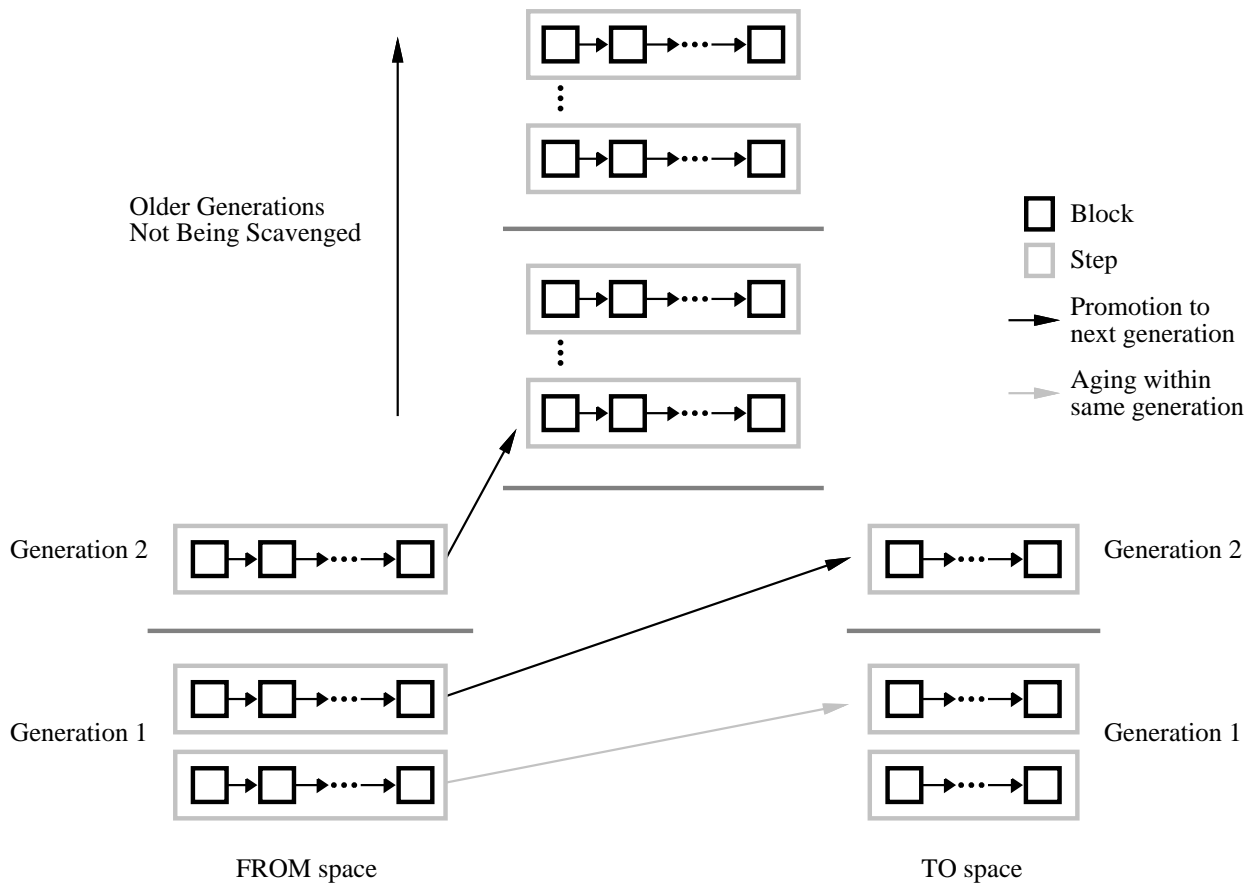 Older Generations
Not Being Scavenged
Block
Step
Promotion to
next generation
Aging within
same generation
Generation 2
Generation 2
Generation 1
Generation 1
FROM space
TO space